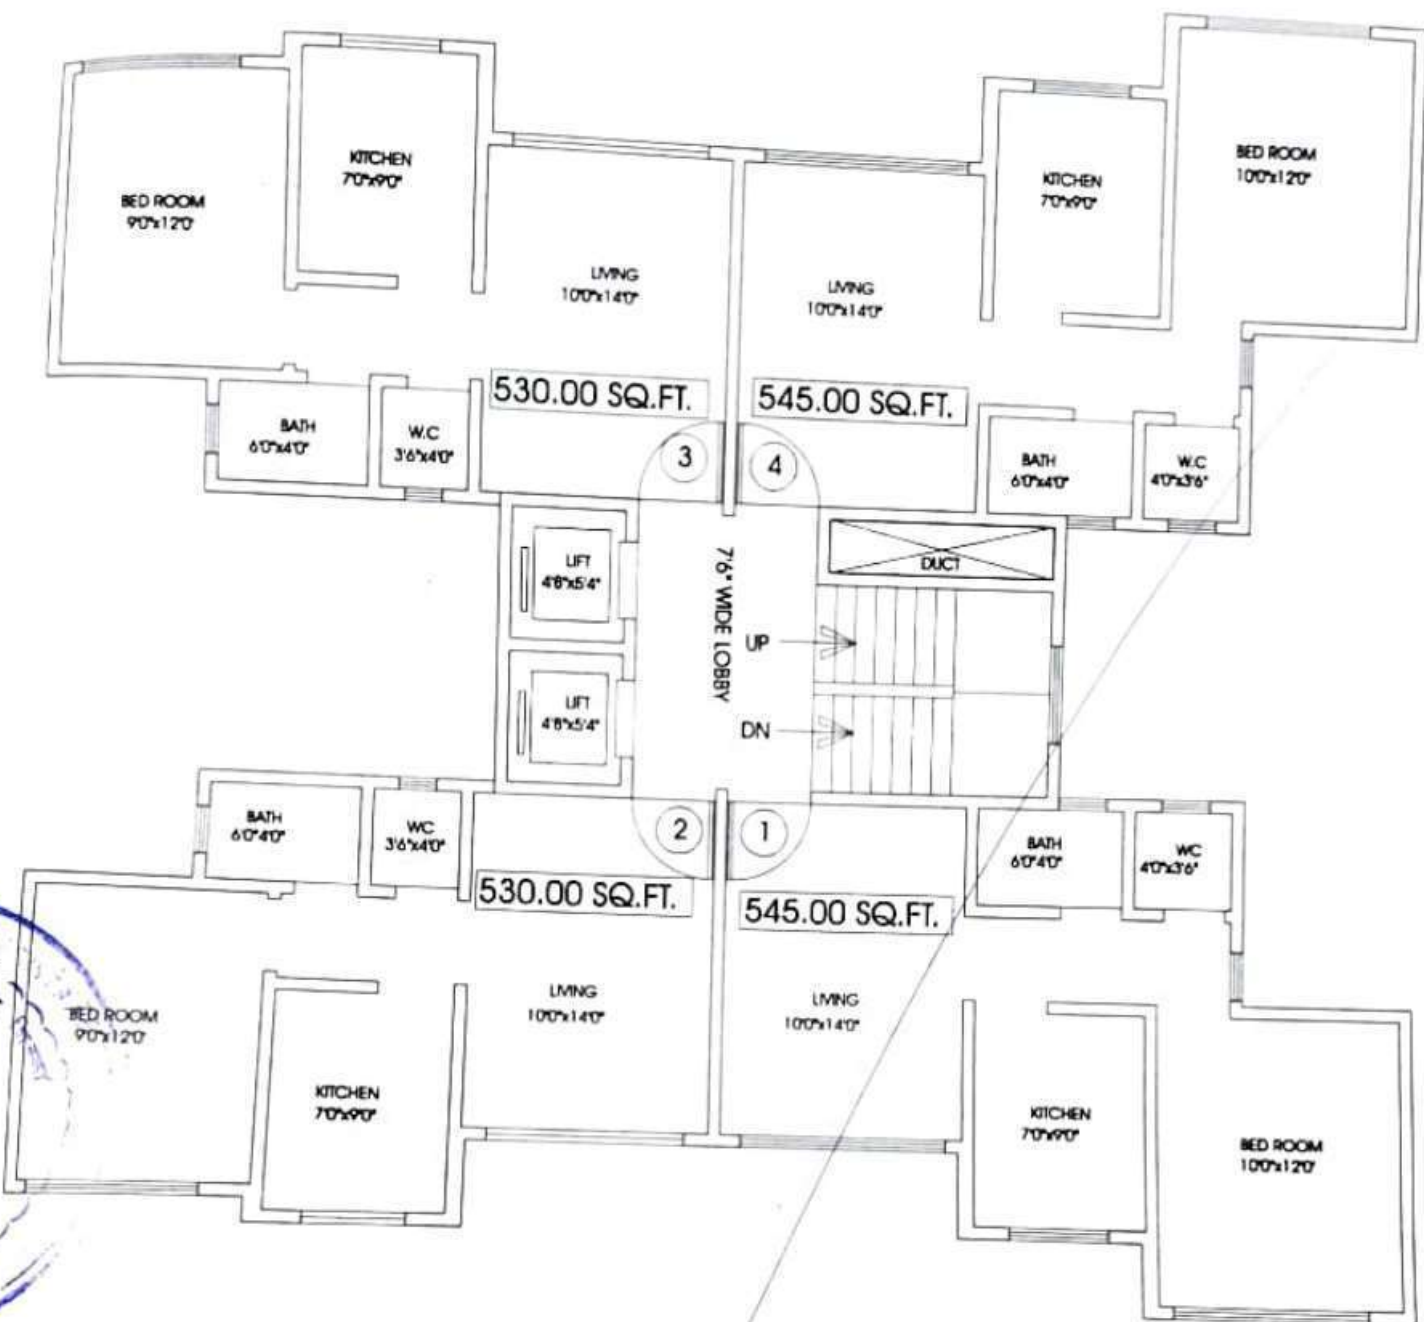 KITCHEN
7'0"x9'0"
BED ROOM
9'0"x12'0'
LIVING
10'0"x14'0"
530.00 SQ.FT.
BATH
6'0"x4'0"
W.C
3'6"x4'0"
3
BED ROOM
10'0"x12'0"
KITCHEN
7'0"x9'0"
LIVING
10'0"x14'0"
545.00 SQ.FT.
BATH
6'0"x4'0"
W.C
4'0"x3'6"
4
LIFT
4'8"x5'4"
LIFT
4'8"x5'4"
7'6" WIDE LOBBY
DUCT
UP
DN
BATH
6'0"4'0"
WC
3'6"x4'0"
2
530.00 SQ.FT.
BED ROOM
9'0"x12'0'
LIVING
10'0"x14'0"
KITCHEN
7'0"x9'0"
1
BATH
6'0"4'0"
WC
4'0"x3'6"
545.00 SQ.FT.
LIVING
10'0"x14'0"
KITCHEN
7'0"x9'0"
BED ROOM
10'0"x12'0'